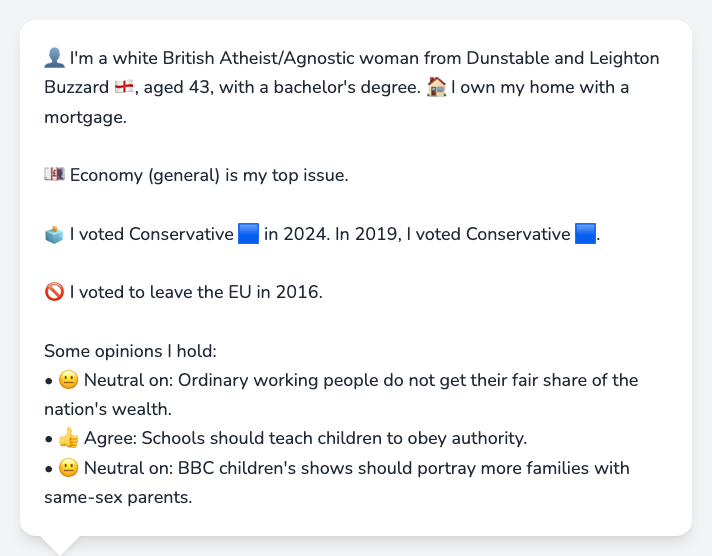 👤 I'm a white British Atheist/Agnostic woman from Dunstable and Leighton
Buzzard 🏴󠁧󠁢󠁥󠁮󠁧󠁿, aged 43, with a bachelor's degree. 🏠 I own my home with a
mortgage.
💷 Economy (general) is my top issue.
🗳️ I voted Conservative 🟦 in 2024. In 2019, I voted Conservative 🟦.
🚫 I voted to leave the EU in 2016.
Some opinions I hold:
• 😐 Neutral on: Ordinary working people do not get their fair share of the
nation's wealth.
• 👍 Agree: Schools should teach children to obey authority.
• 😐 Neutral on: BBC children's shows should portray more families with
same-sex parents.